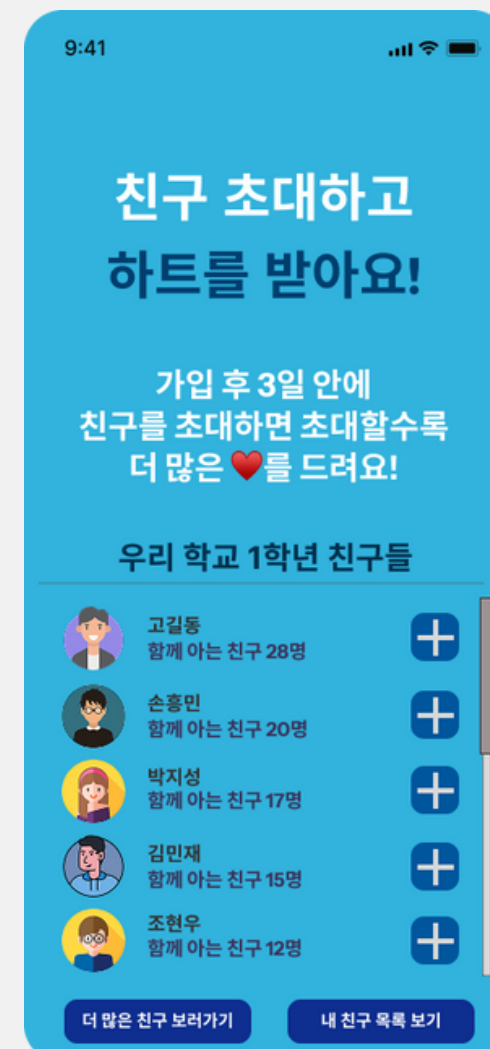 9:41
친구 초대하고
하트를 받아요!
가입 후 3일 안에
친구를 초대하면 초대할수록
더 많은 ♥️를 드려요!
우리 학교 1학년 친구들
고길동
함께 아는 친구 28명
손흥민
함께 아는 친구 20명
박지성
함께 아는 친구 17명
김민재
함께 아는 친구 15명
조현우
함께 아는 친구 12명
더 많은 친구 보러가기
내 친구 목록 보기